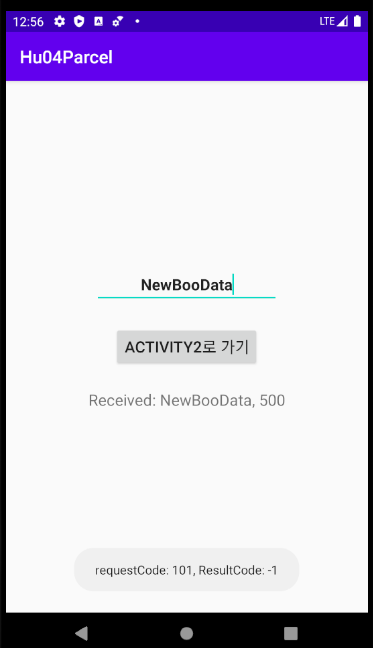 12:56 LTE
Hu04Parcel
NewBooData
ACTIVITY2로 가기
Received: NewBooData, 500
requestCode: 101, ResultCode: -1